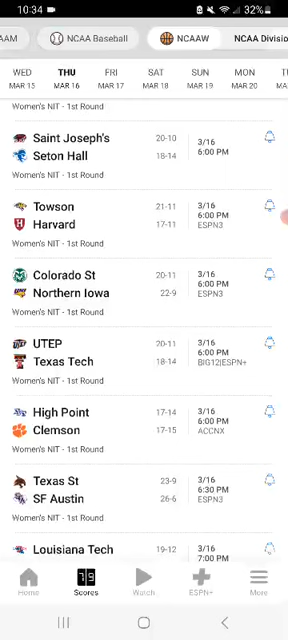 10:34
32%
AAM
NCAA Baseball
NCAAW
NCAA Divisio
WED
MAR 15
THU
MAR 16
FRI
MAR 17
SAT
MAR 18
SUN
MAR 19
MON
MAR 20
Women's NIT - 1st Round
Saint Joseph's 20-10
Seton Hall 18-14
3/16
6:00 PM
Women's NIT - 1st Round
Towson 21-11
Harvard 17-11
3/16
6:00 PM
ESPN3
Women's NIT - 1st Round
Colorado St 20-11
Northern Iowa 22-9
3/16
6:00 PM
ESPN3
Women's NIT - 1st Round
UTEP 20-11
Texas Tech 18-14
3/16
6:00 PM
BIG12|ESPN+
Women's NIT - 1st Round
High Point 17-14
Clemson 17-15
3/16
6:00 PM
ACCNX
Women's NIT - 1st Round
Texas St 23-9
SF Austin 26-6
3/16
6:30 PM
ESPN3
Women's NIT - 1st Round
Louisiana Tech 19-12
3/16
7:00 PM
Home
Scores
Watch
ESPN+
More